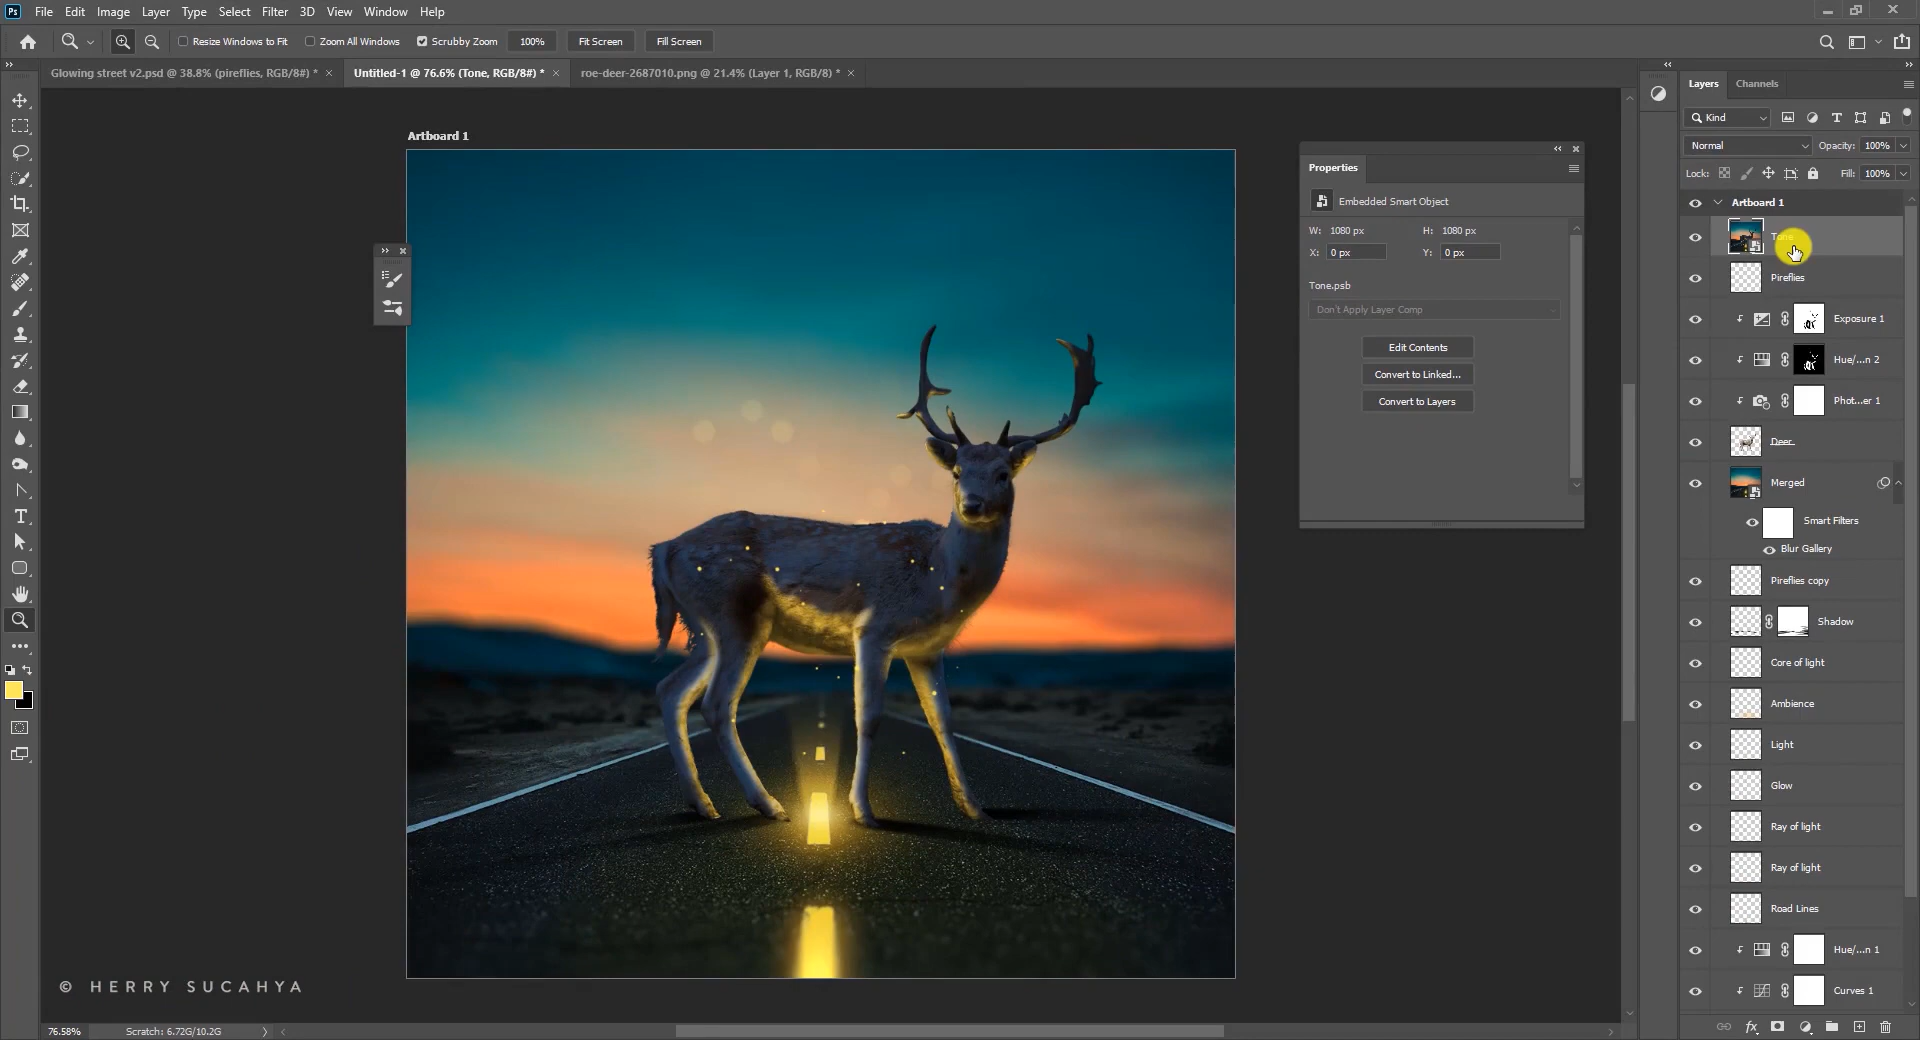 Ps File Edit Image Layer Type Select Filter 3D View Window Help
Resize Windows to Fit Zoom All Windows Scrubby Zoom 100% Fit Screen Fill Screen
Glowing street v2.psd @ 38.8% (pireflies, RGB/8#) * × Untitled-1 @ 76.6% (Tone, RGB/8#) * × roe-deer-2687010.png @ 21.4% (Layer 1, RGB/8) * ×
Artboard 1
Properties
Embedded Smart Object
W: 1080 px H: 1080 px
X: 0 px Y: 0 px
Tone.psb
Don't Apply Layer Comp
Edit Contents
Convert to Linked...
Convert to Layers
Layers Channels
Kind
Normal Opacity: 100%
Lock: Fill: 100%
Artboard 1
Tone
Pireflies
Exposure 1
Hue/...n 2
Phot...er 1
Deer
Merged
Smart Filters
Blur Gallery
Pireflies copy
Shadow
Core of light
Ambience
Light
Glow
Ray of light
Ray of light
Road Lines
Hue/...n 1
Curves 1
© HERRY SUCAHYA
76.58% Scratch: 6.72G/10.2G